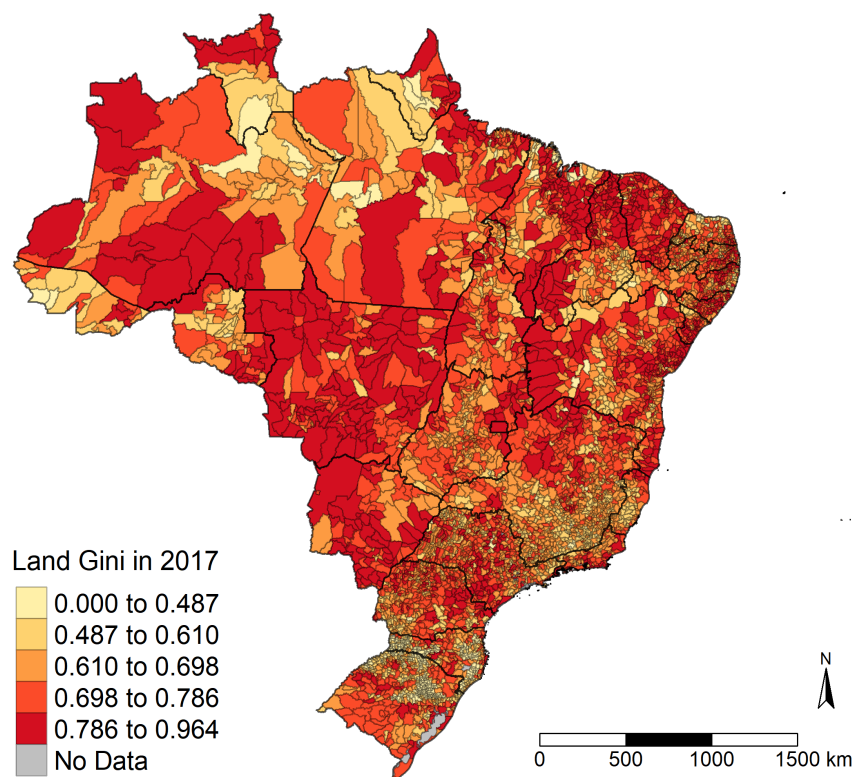 Land Gini in 2017
0.000 to 0.487
0.487 to 0.610
0.610 to 0.698
0.698 to 0.786
0.786 to 0.964
No Data
N
0 500 1000 1500 km